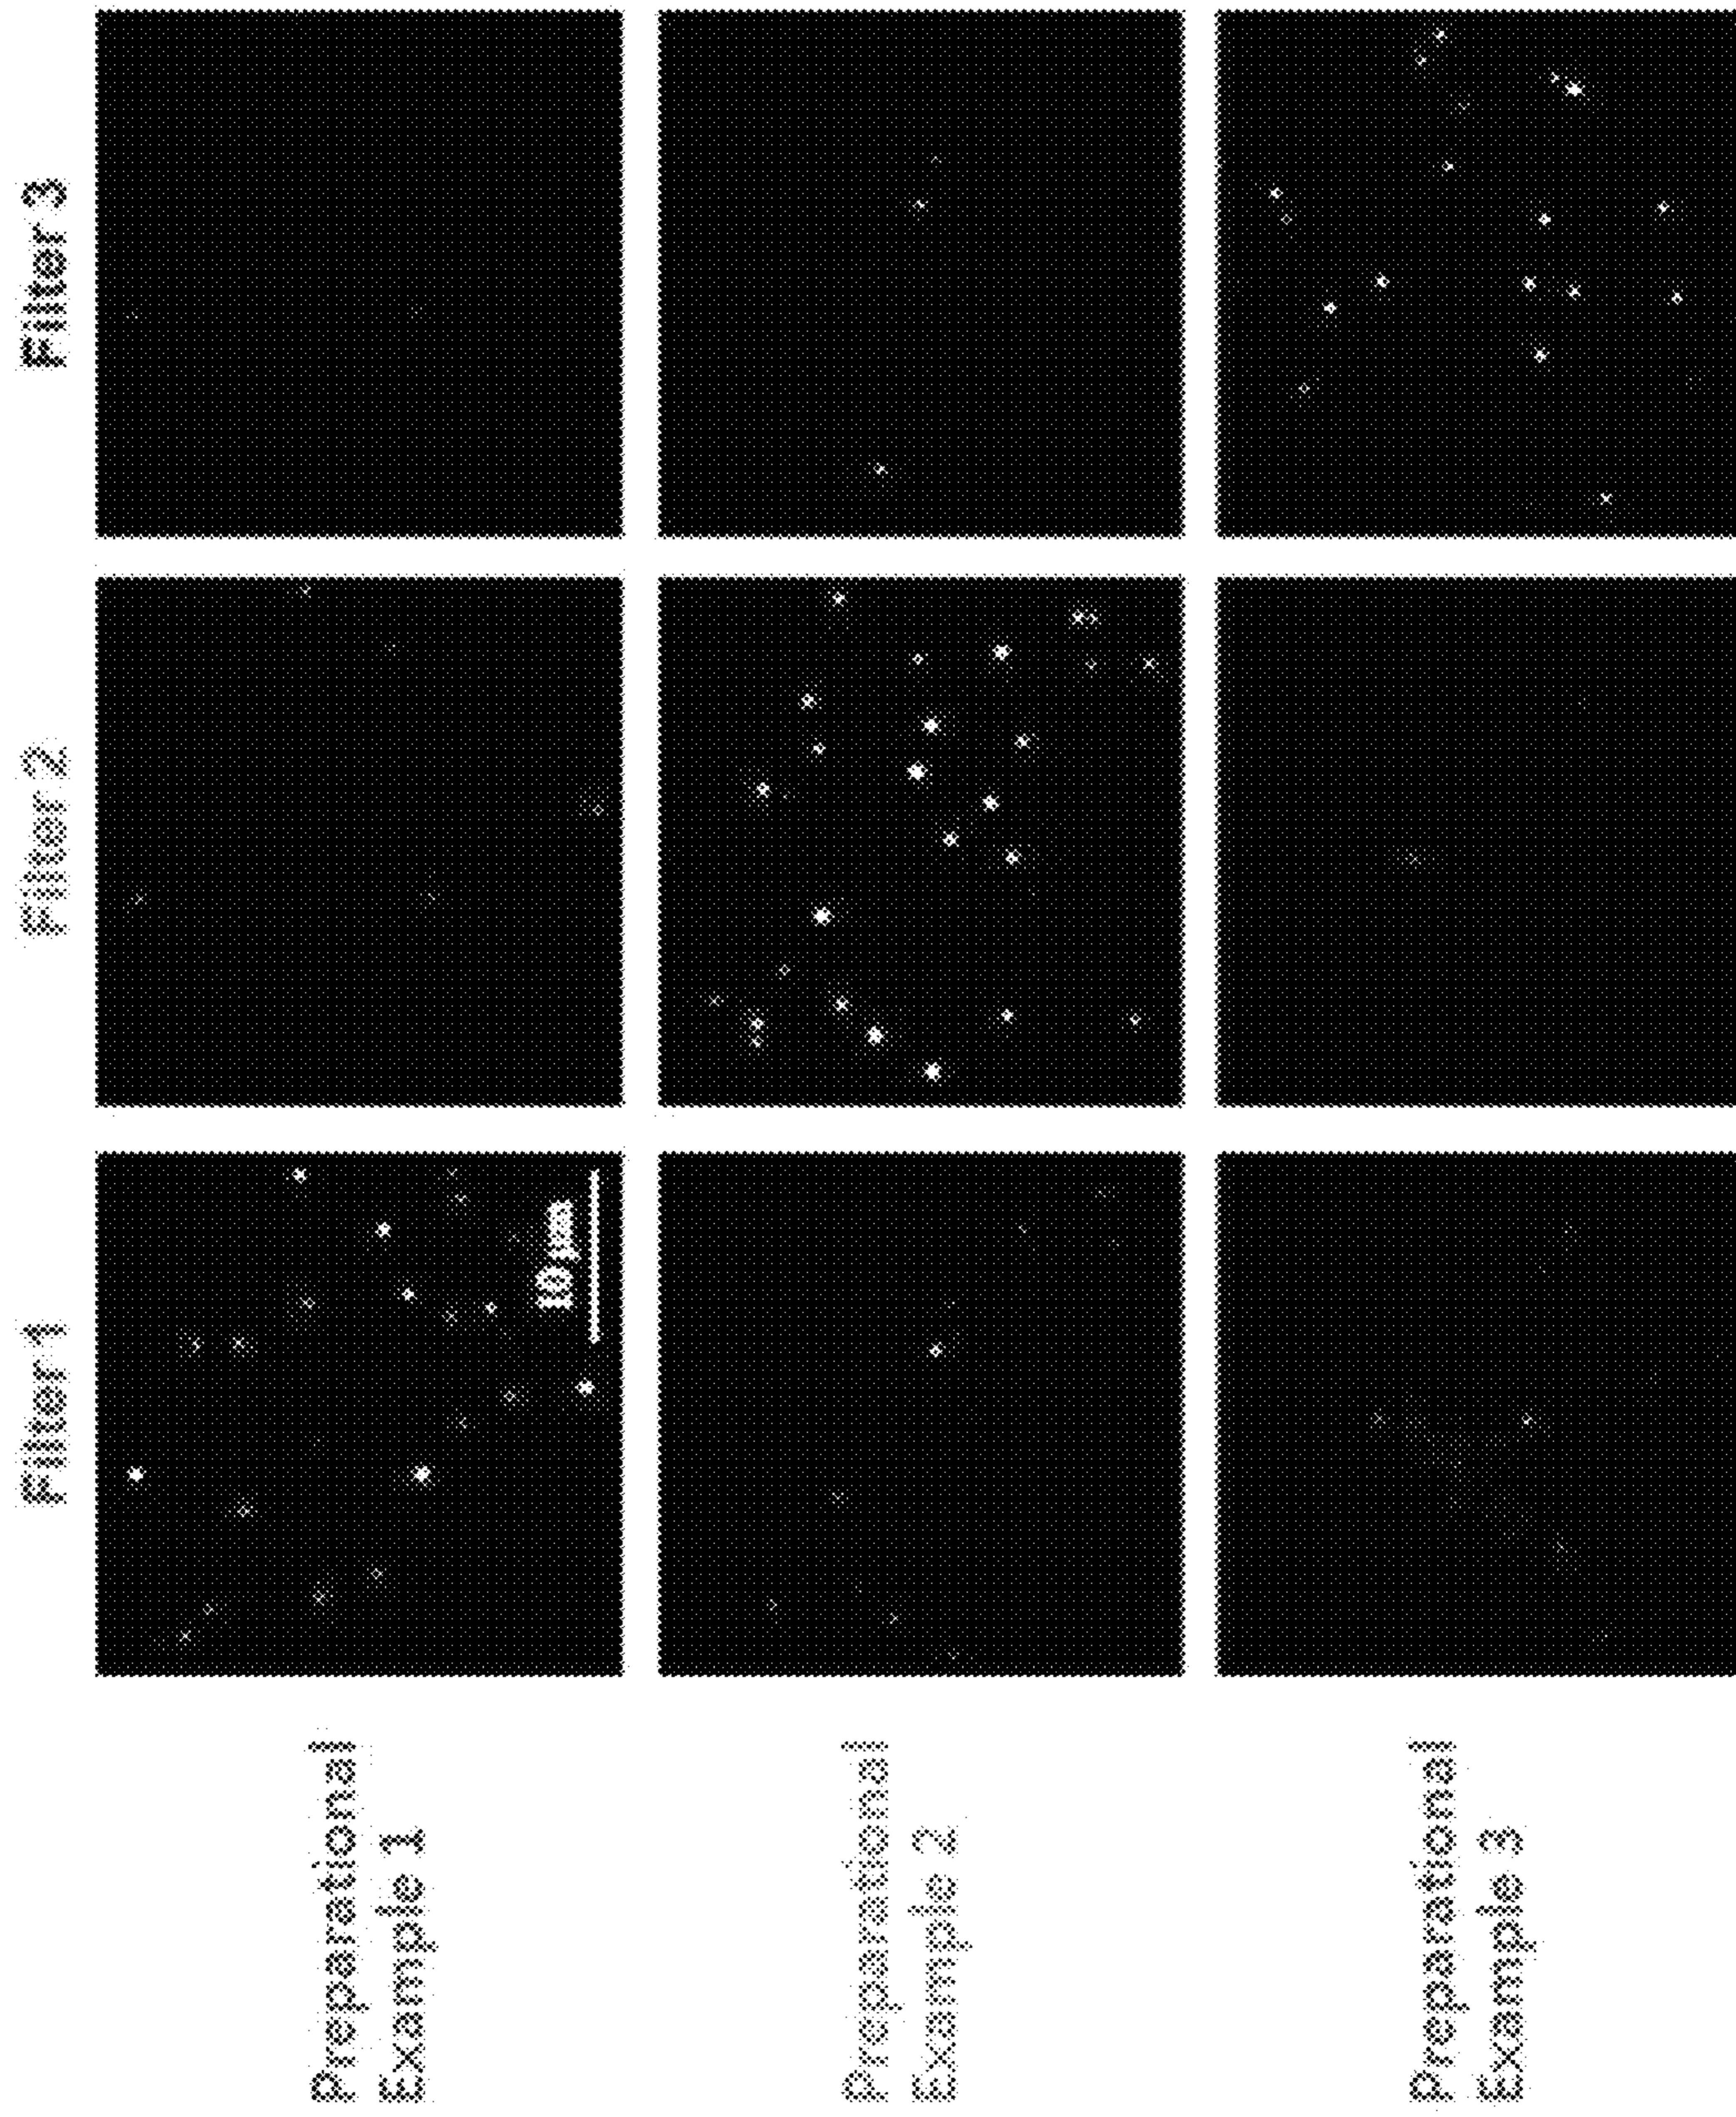 Filter 1
Filter 2
Filter 3
Preparational
Example 1
10 µm
Preparational
Example 2
Preparational
Example 3